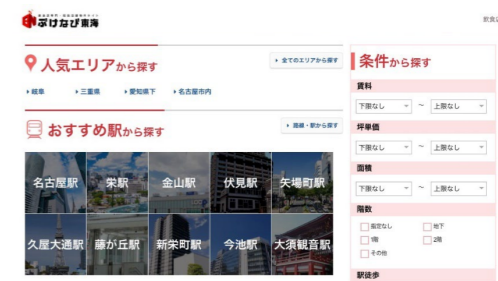 ぶけなび東海
飲食店
人気エリアから探す
全てのエリアから探す
岐阜
三重県
愛知県下
名古屋市内
おすすめ駅から探す
路線・駅から探す
名古屋駅
栄駅
金山駅
伏見駅
矢場町駅
久屋大通駅
藤が丘駅
新栄町駅
今池駅
大須観音駅
条件から探す
賃料
下限なし ~ 上限なし
坪単価
下限なし ~ 上限なし
面積
下限なし ~ 上限なし
階数
指定なし
地下
1階
2階
その他
駅徒歩